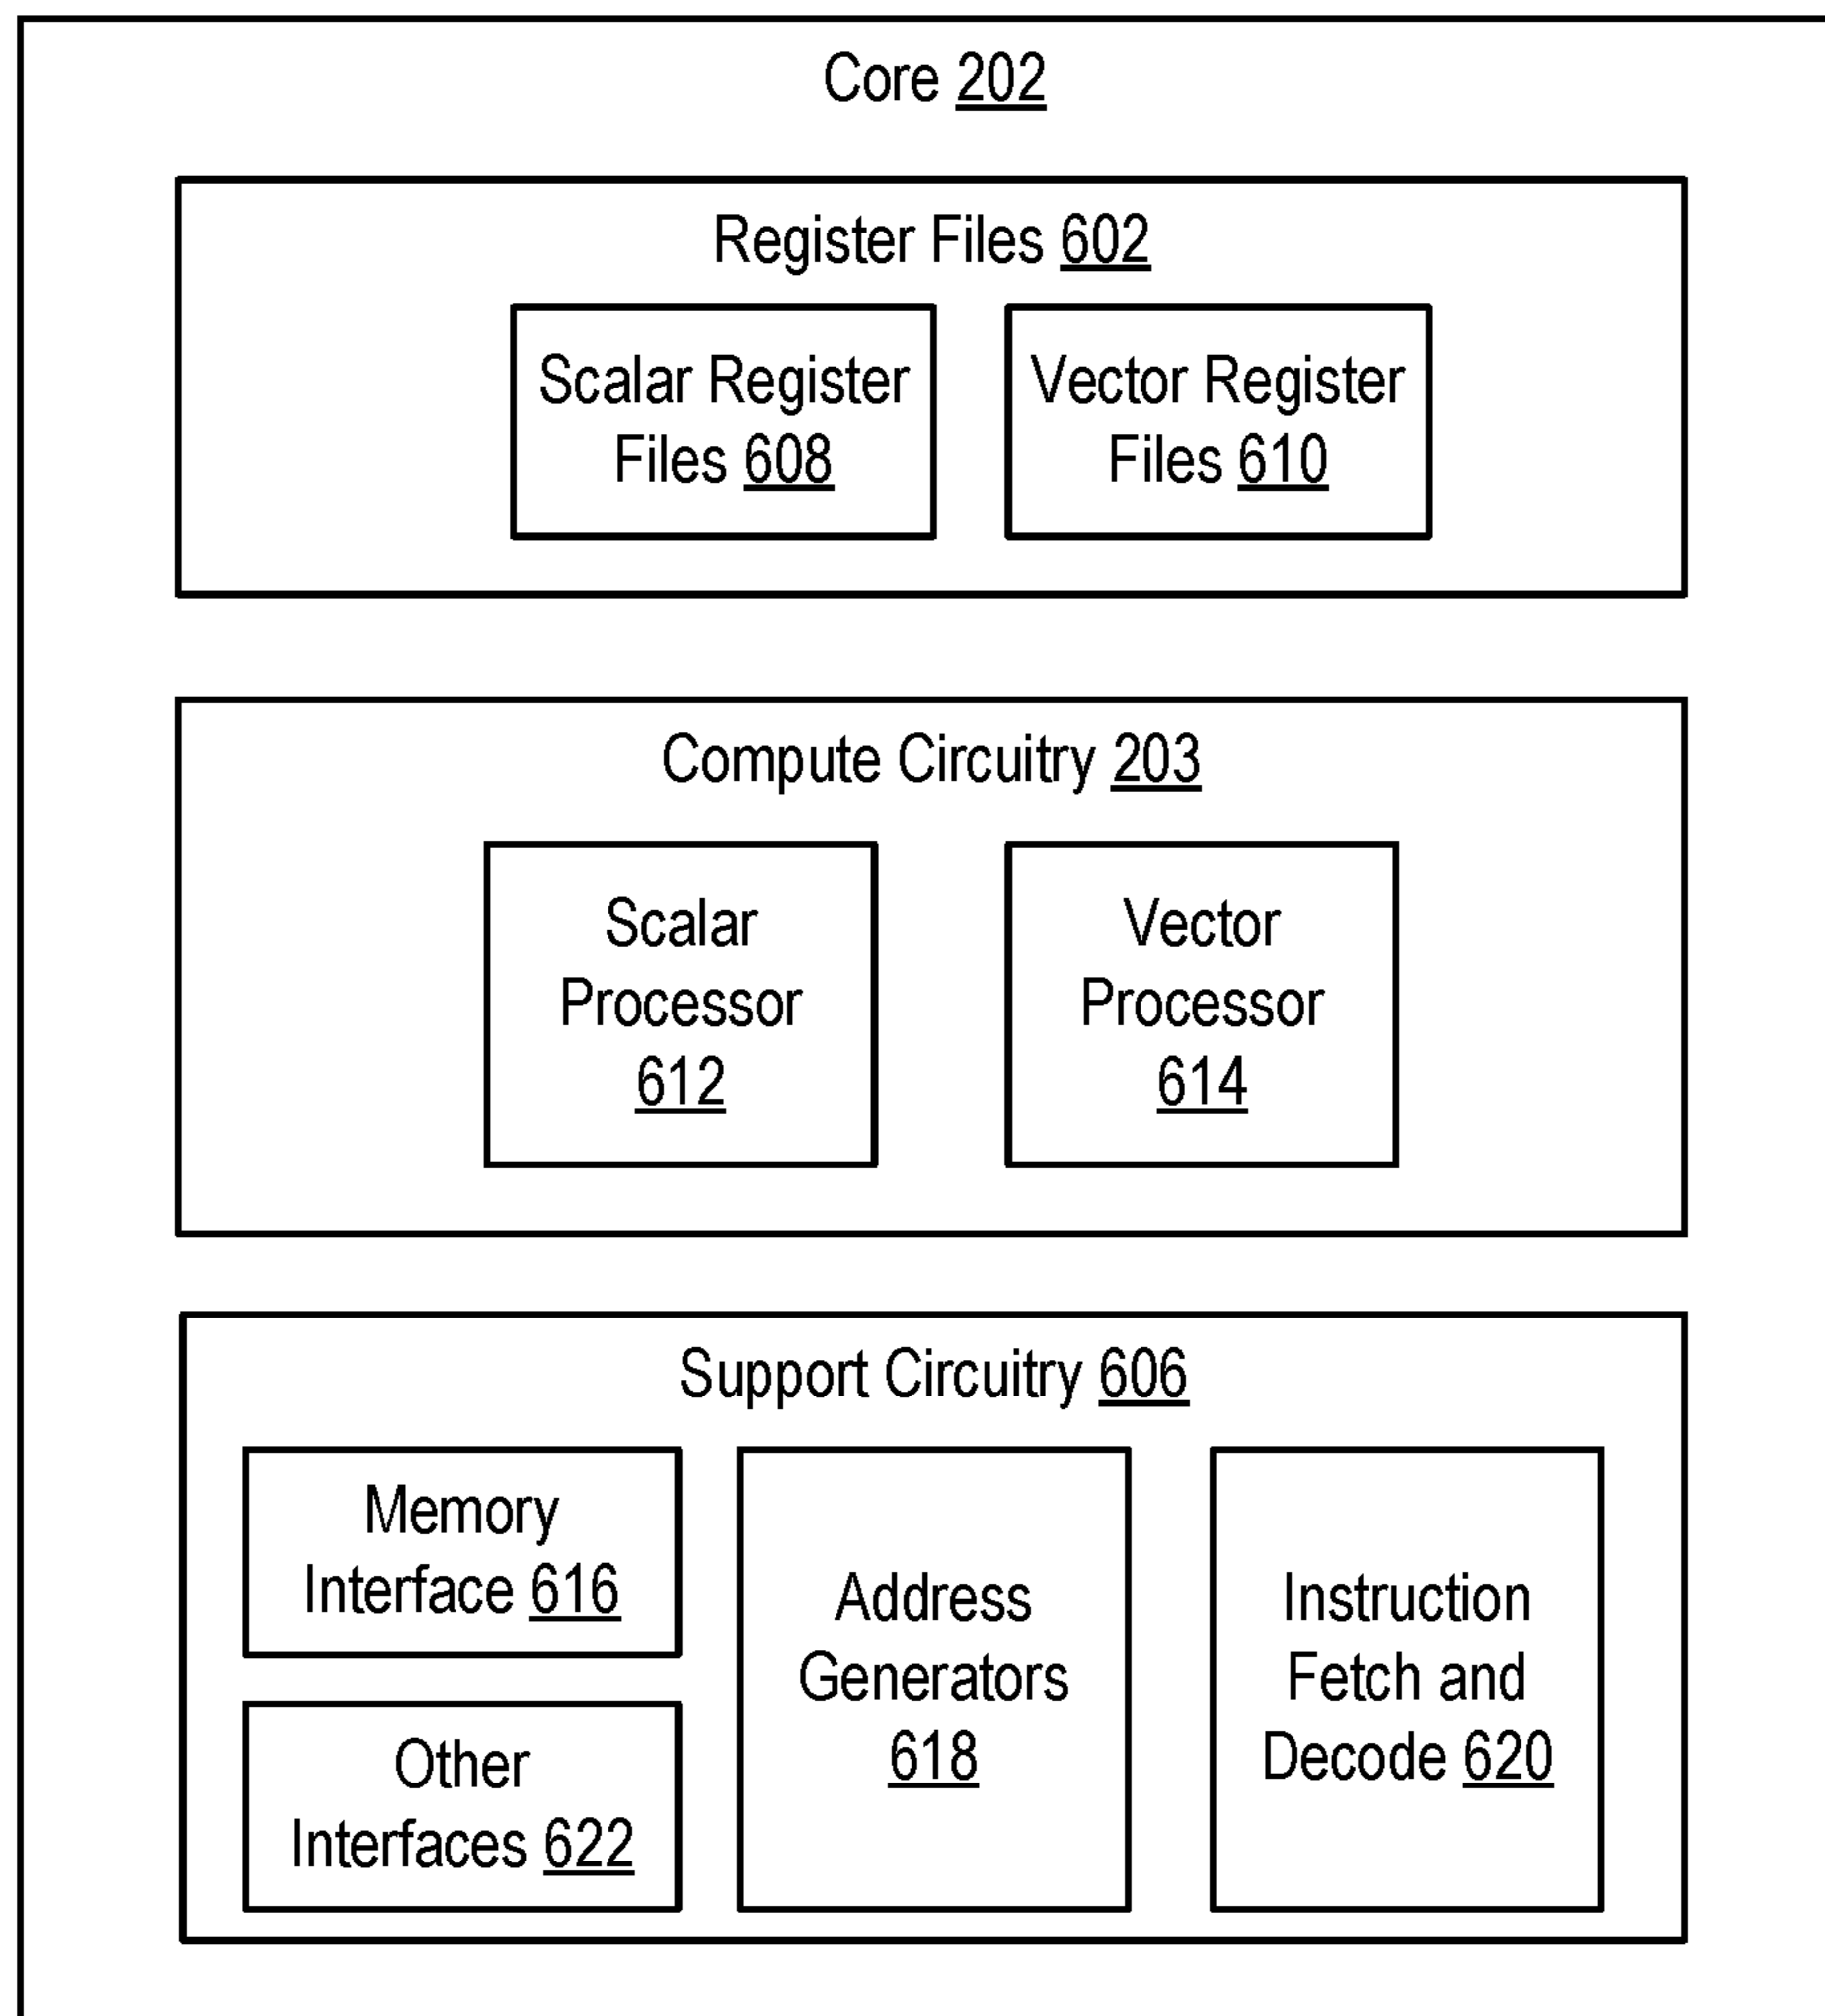 Core 202
Register Files 602
Scalar Register
Files 608
Vector Register
Files 610
Compute Circuitry 203
Scalar
Processor
612
Vector
Processor
614
Support Circuitry 606
Memory
Interface 616
Other
Interfaces 622
Address
Generators
618
Instruction
Fetch and
Decode 620